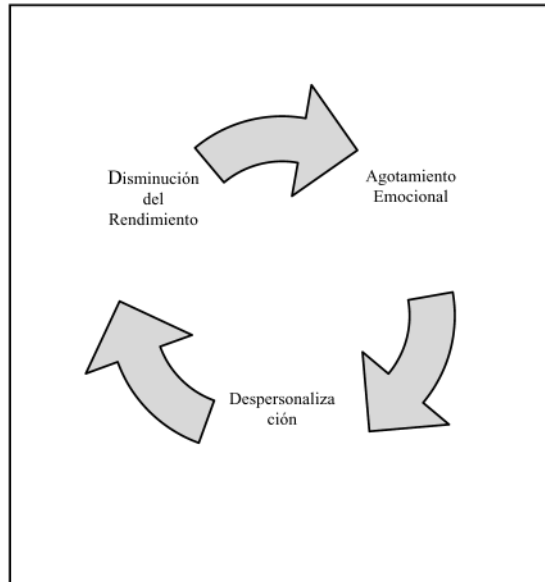 Disminución
del
Rendimiento
Agotamiento
Emocional
Despersonaliza
ción